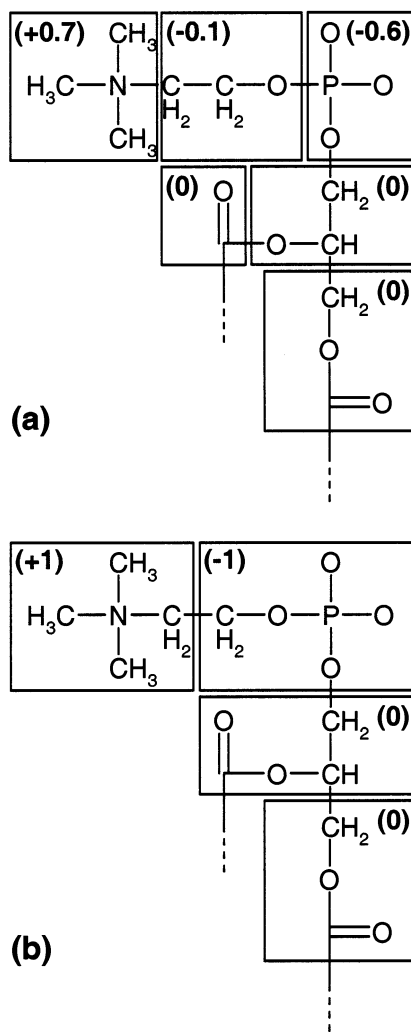 (+0.7) CH₃ (-0.1) O (-0.6)
H₃C N C C O P O
H₂ H₂
CH₃ O
(0) O CH₂ (0)
O CH
CH₂ (0)
O
O
(a)
(+1) CH₃ (-1) O
H₃C N C C O P O
H₂ H₂
CH₃ O
O CH₂ (0)
O CH
CH₂ (0)
O
O
(b)